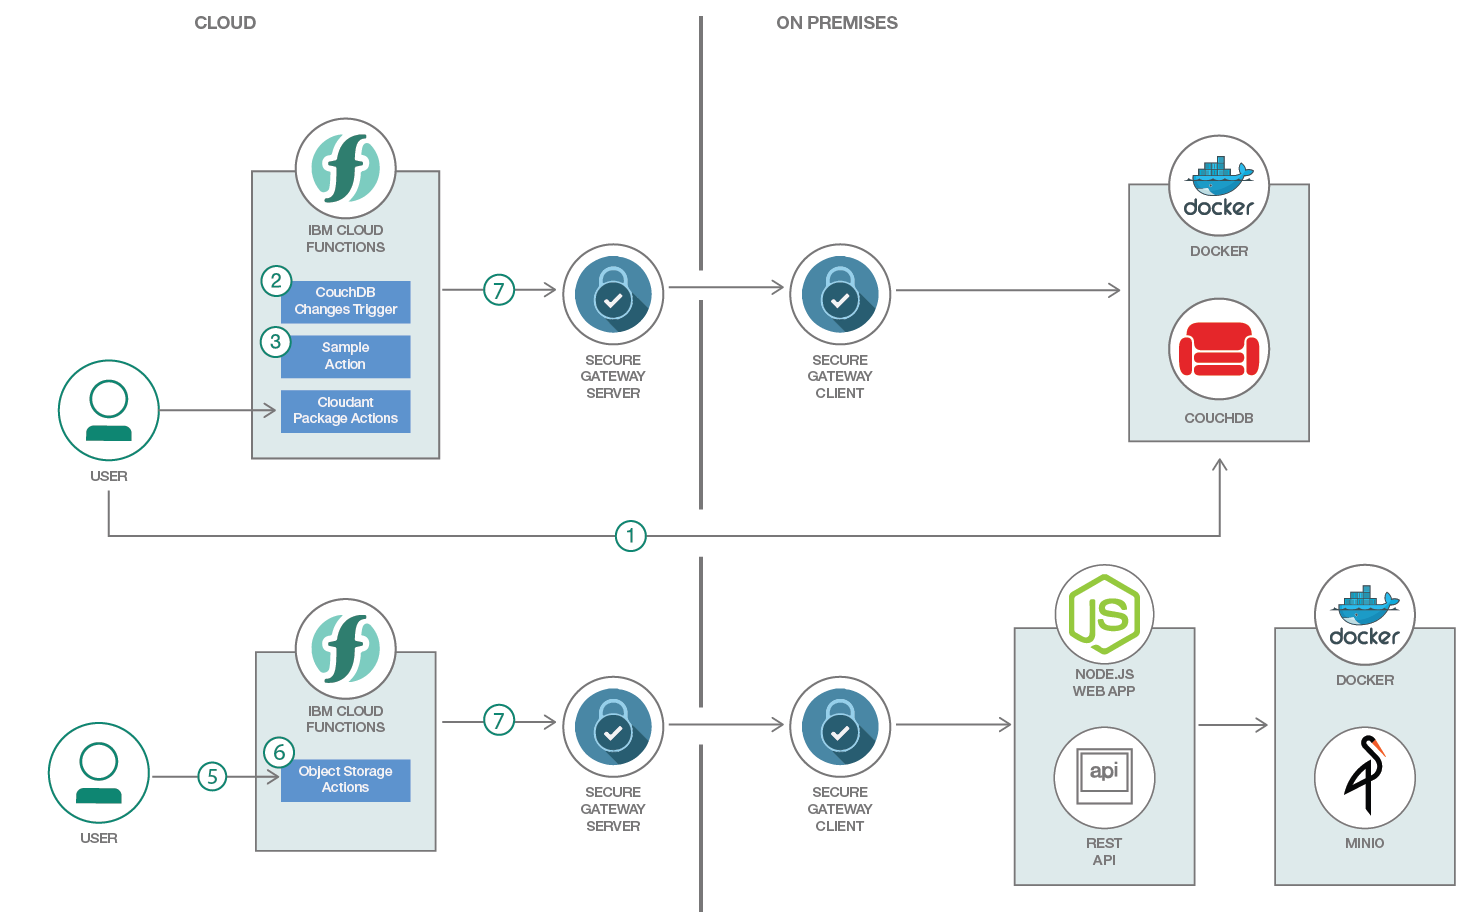 CLOUD
ON PREMISES
IBM CLOUD
FUNCTIONS
2
CouchDB
Changes Trigger
3
Sample
Action
Cloudant
Package Actions
USER
7
SECURE
GATEWAY
SERVER
SECURE
GATEWAY
CLIENT
docker
DOCKER
COUCHDB
1
IBM CLOUD
FUNCTIONS
6
Object Storage
Actions
5
USER
7
SECURE
GATEWAY
SERVER
SECURE
GATEWAY
CLIENT
JS
NODE.JS
WEB APP
api
REST
API
docker
DOCKER
MINIO